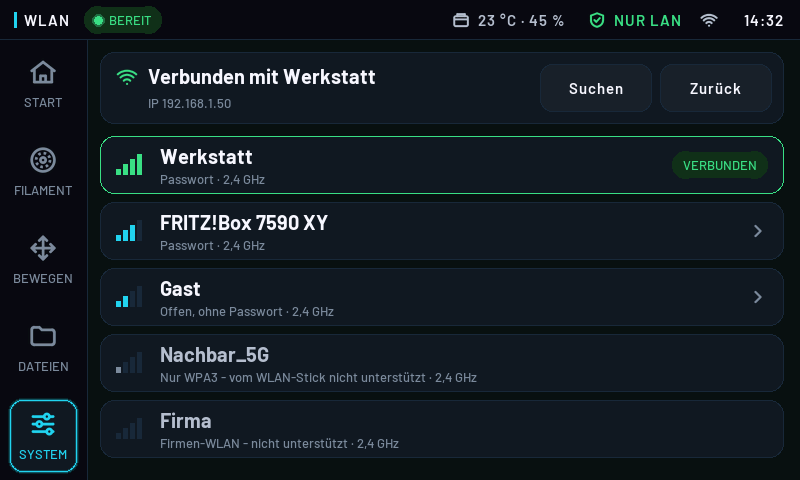 WLAN
BEREIT
23 °C · 45 %
NUR LAN
14:32
START
FILAMENT
BEWEGEN
DATEIEN
SYSTEM
Verbunden mit Werkstatt
IP 192.168.1.50
Suchen
Zurück
Werkstatt
Passwort · 2,4 GHz
VERBUNDEN
FRITZ!Box 7590 XY
Passwort · 2,4 GHz
Gast
Offen, ohne Passwort · 2,4 GHz
Nachbar_5G
Nur WPA3 - vom WLAN-Stick nicht unterstützt · 2,4 GHz
Firma
Firmen-WLAN - nicht unterstützt · 2,4 GHz